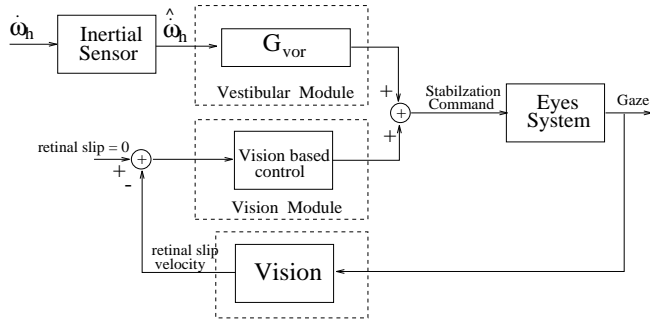 ω̇h
Inertial
Sensor
ω̇̂h
Gvor
Vestibular Module
+
+
Stabilzation
Command
Eyes
System
Gaze
retinal slip = 0
+
+
-
Vision based
control
Vision Module
+
retinal slip
velocity
Vision